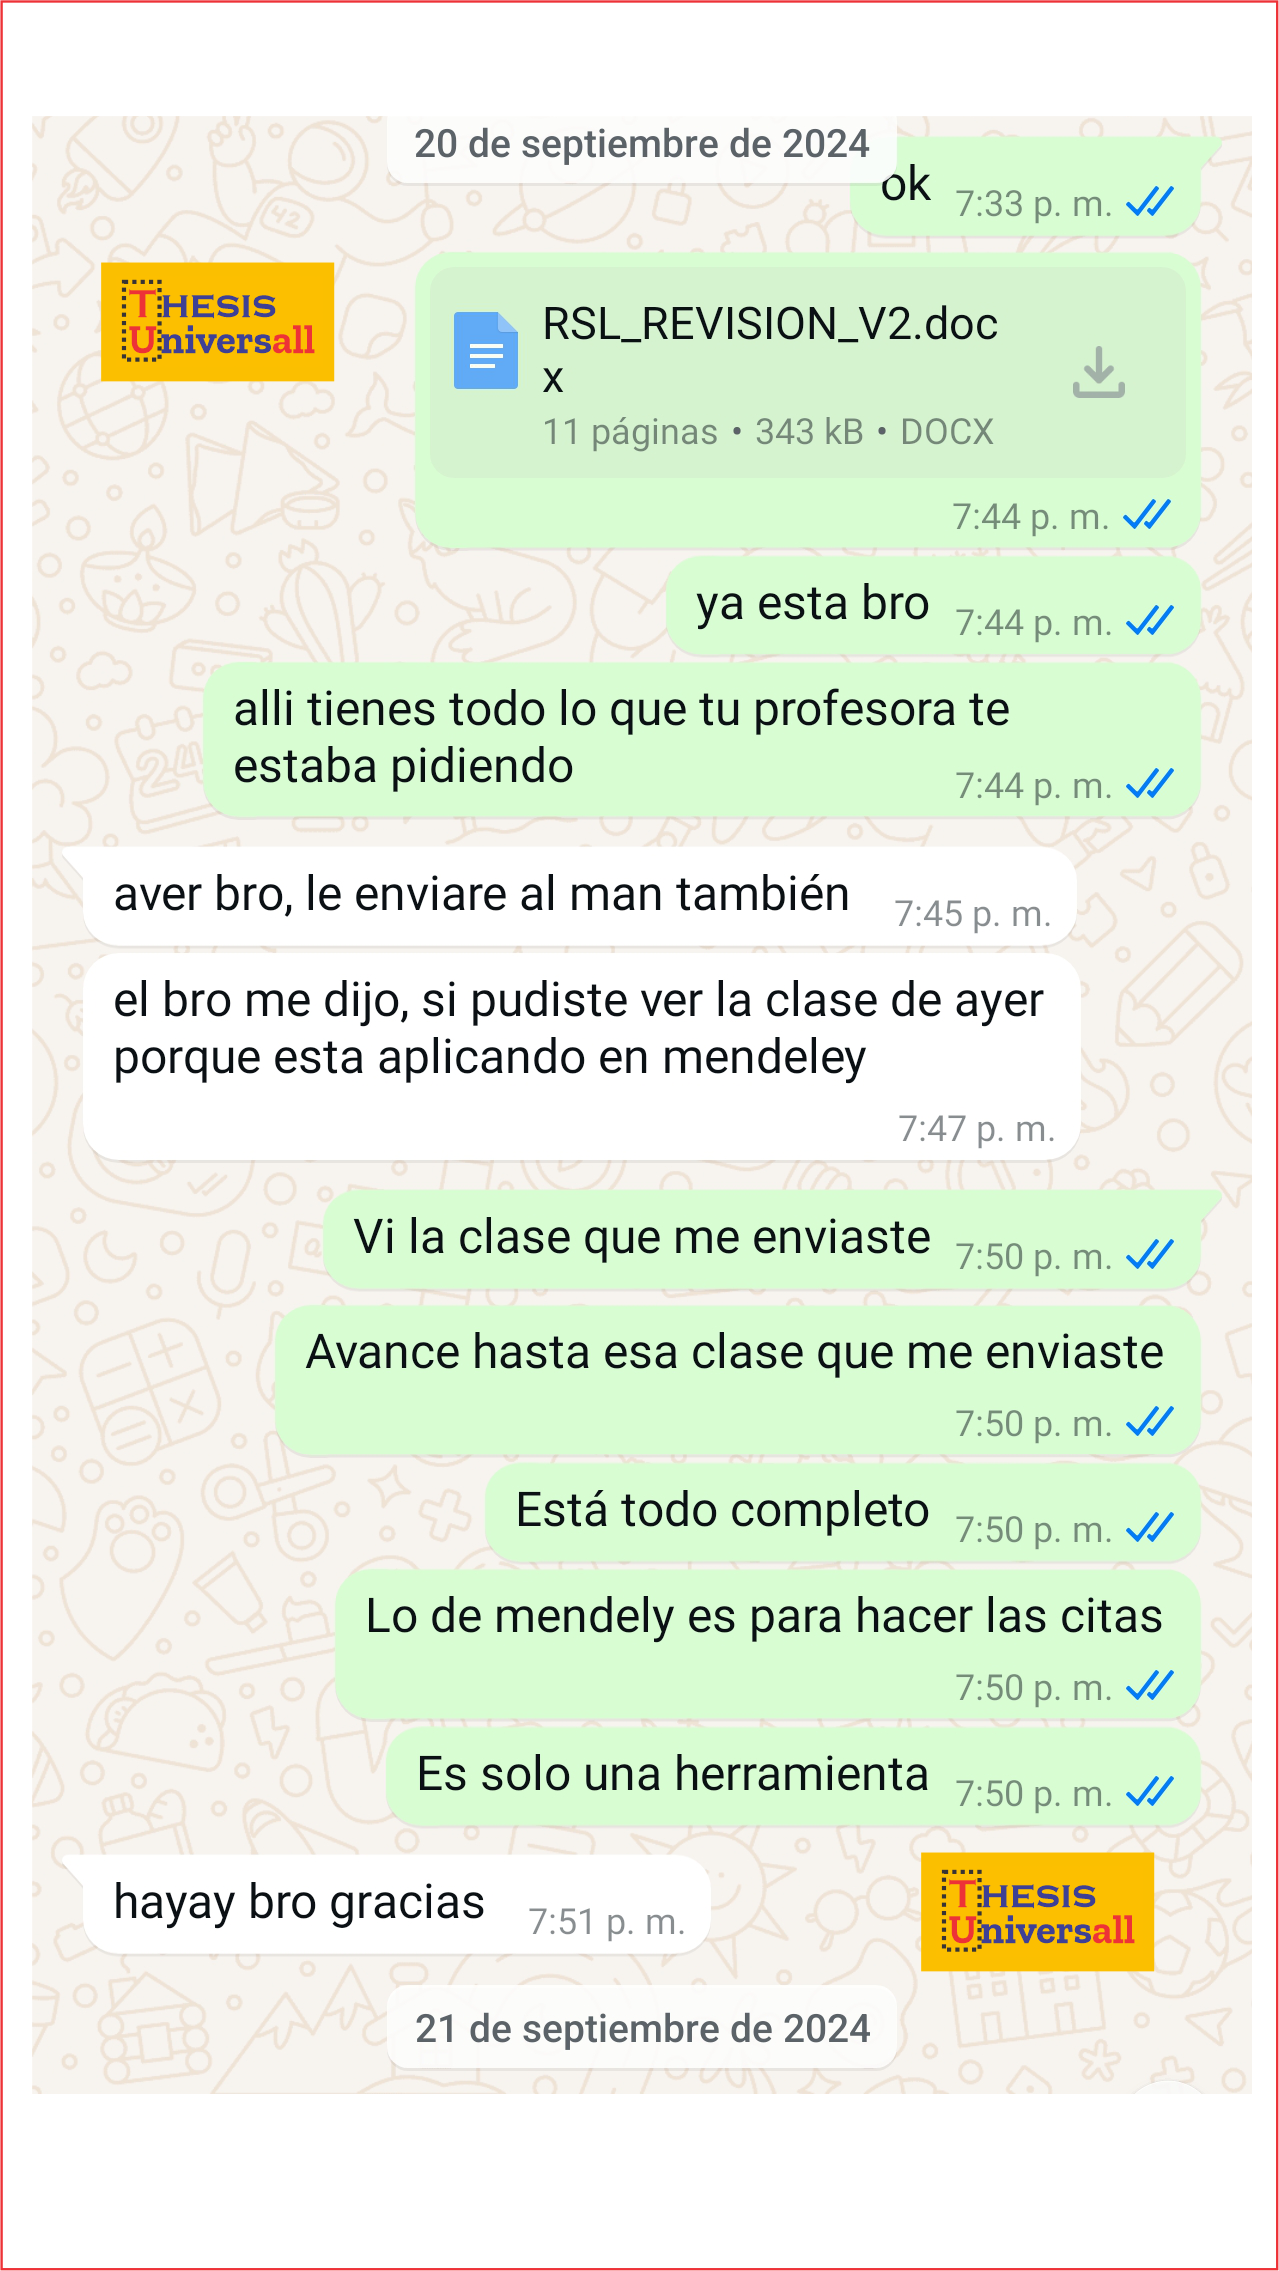 20 de septiembre de 2024
ok 7:33 p. m.
THESIS
Universall
RSL_REVISION_V2.doc
x
11 páginas • 343 kB • DOCX
7:44 p. m.
ya esta bro 7:44 p. m.
alli tienes todo lo que tu profesora te
estaba pidiendo 7:44 p. m.
aver bro, le enviare al man también 7:45 p. m.
el bro me dijo, si pudiste ver la clase de ayer
porque esta aplicando en mendeley
7:47 p. m.
Vi la clase que me enviaste 7:50 p. m.
Avance hasta esa clase que me enviaste
7:50 p. m.
Está todo completo 7:50 p. m.
Lo de mendely es para hacer las citas
7:50 p. m.
Es solo una herramienta 7:50 p. m.
hayay bro gracias 7:51 p. m.
THESIS
Universall
21 de septiembre de 2024